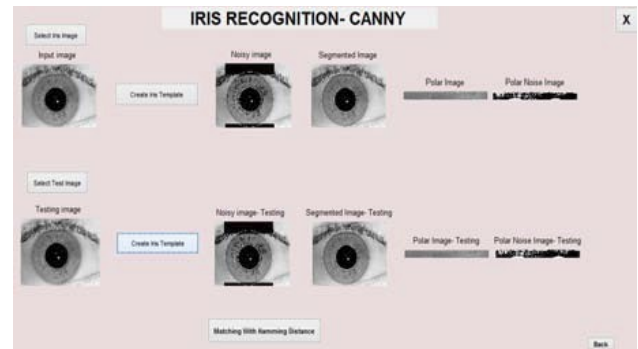 IRIS RECOGNITION- CANNY
X
Select Iris Image
Input image
Noisy image
Segmented Image
Create Iris Template
Polar Image
Polar Noise Image
Select Test Image
Testing image
Noisy image- Testing
Segmented Image- Testing
Create Iris Template
Polar Image- Testing
Polar Noise Image- Testing
Matching With Hamming Distance
Back